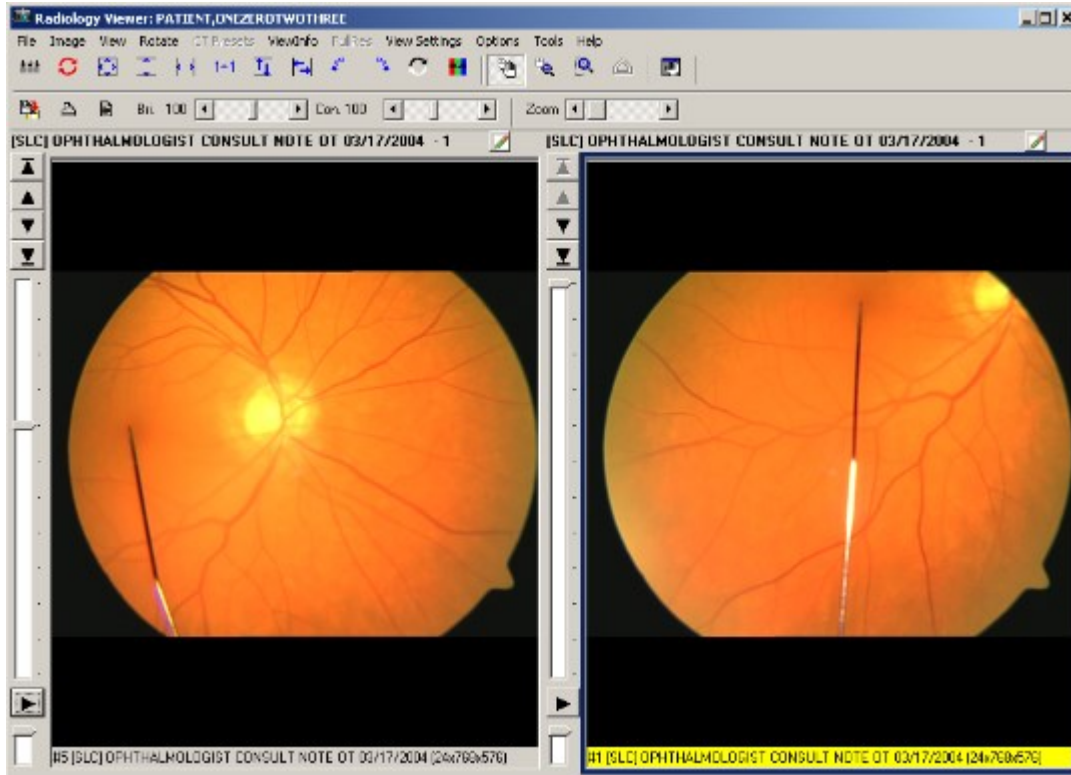 Radiology Viewer: PATIENT,ONEZEROTWOTHREE
File Image View Rotate CT Presets ViewInfo FullRes View Settings Options Tools Help
1-1
Bri. 100 Con. 100 Zoom
[SLC] OPHTHALMOLOGIST CONSULT NOTE OT 03/17/2004 - 1
[SLC] OPHTHALMOLOGIST CONSULT NOTE OT 03/17/2004 - 1
#5 [SLC] OPHTHALMOLOGIST CONSULT NOTE OT 03/17/2004 (24x768x576)
#1 [SLC] OPHTHALMOLOGIST CONSULT NOTE OT 03/17/2004 (24x768x576)